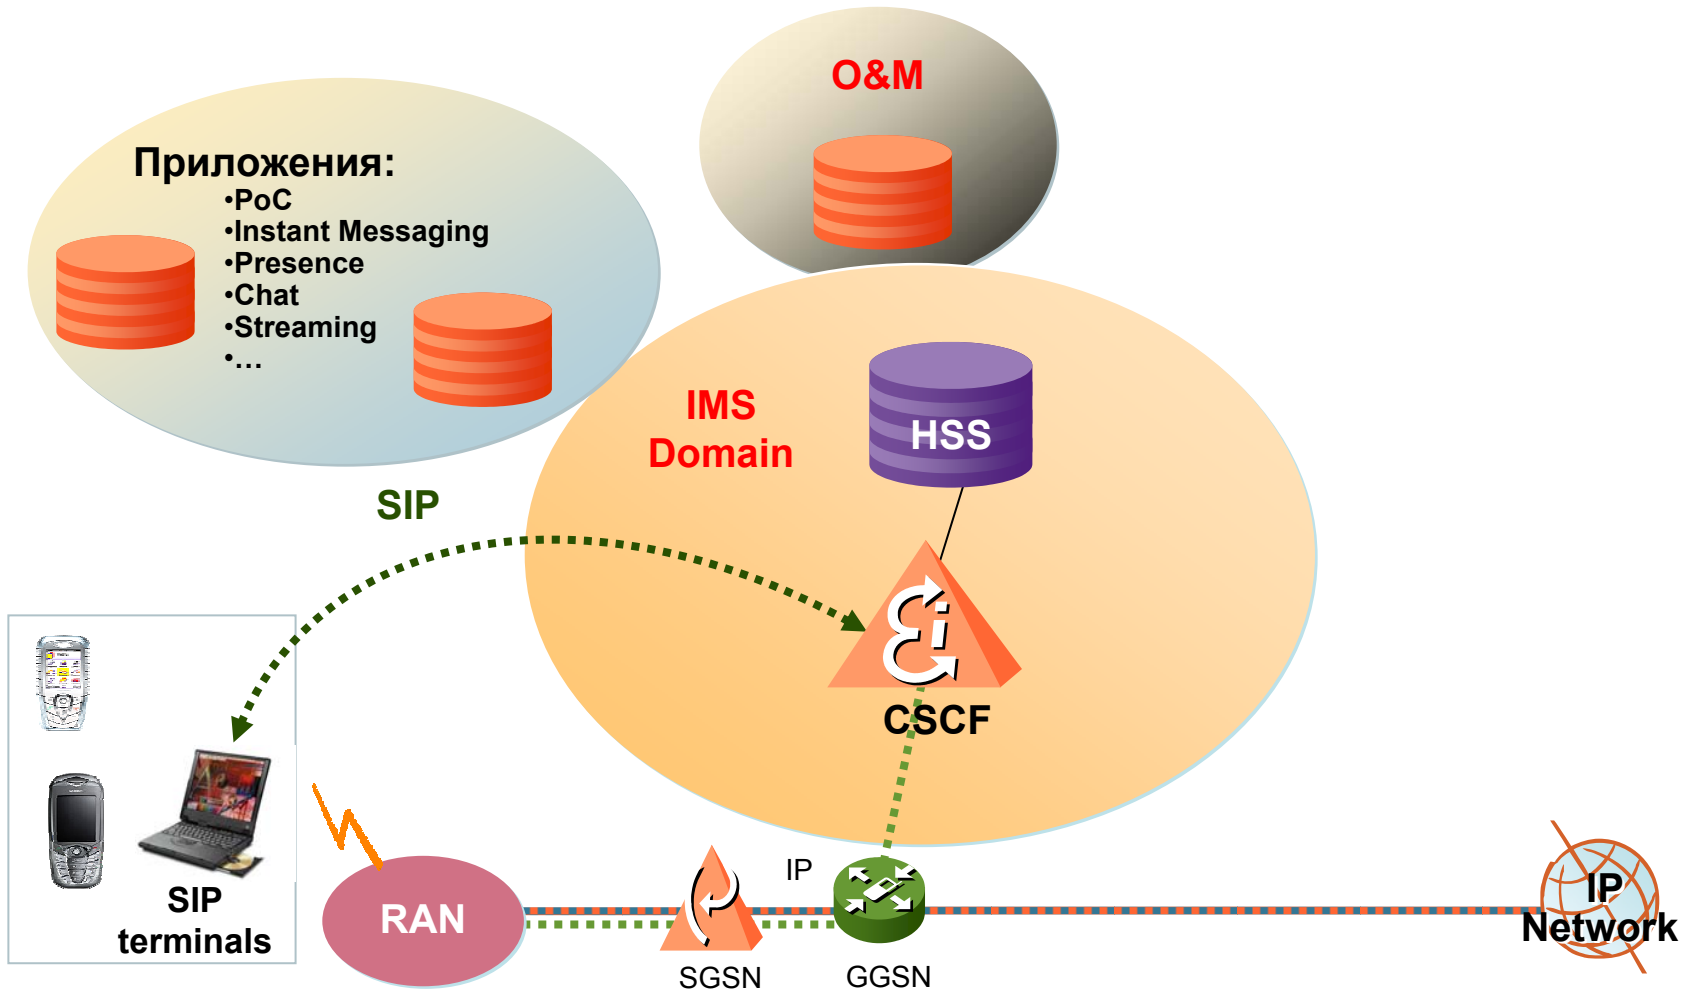 O&M
Приложения:
•PoC
•Instant Messaging
•Presence
•Chat
•Streaming
•…
IMS
Domain
HSS
SIP
CSCF
SIP
terminals
RAN
IP
SGSN
GGSN
IP
Network